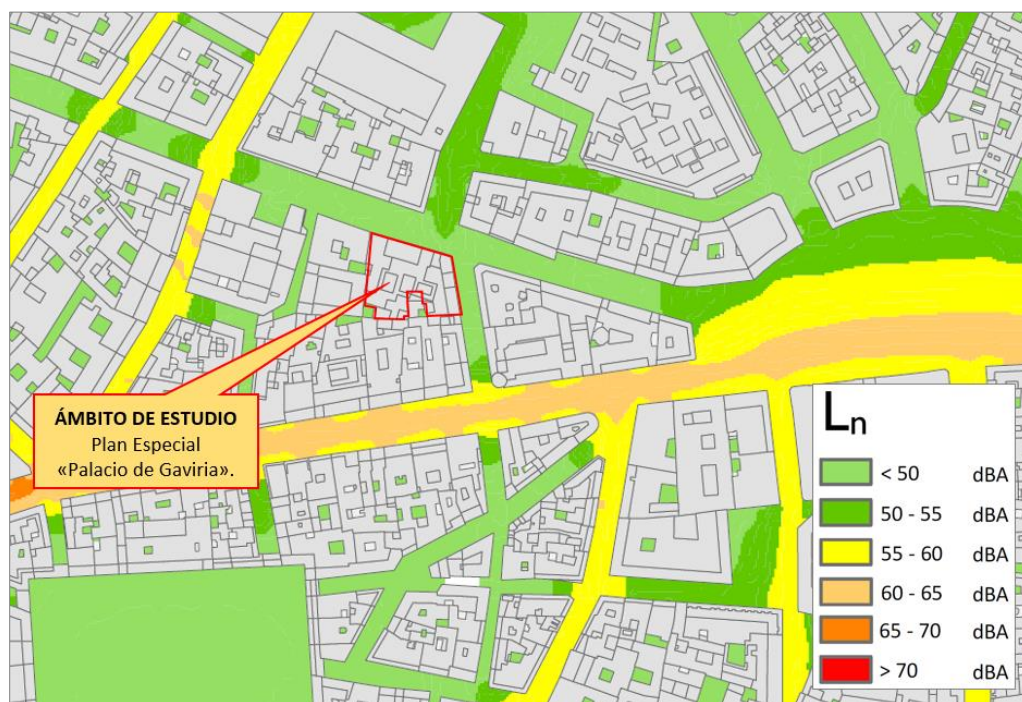 ÁMBITO DE ESTUDIO
Plan Especial
«Palacio de Gaviria».
Ln
< 50 dBA
50 - 55 dBA
55 - 60 dBA
60 - 65 dBA
65 - 70 dBA
> 70 dBA